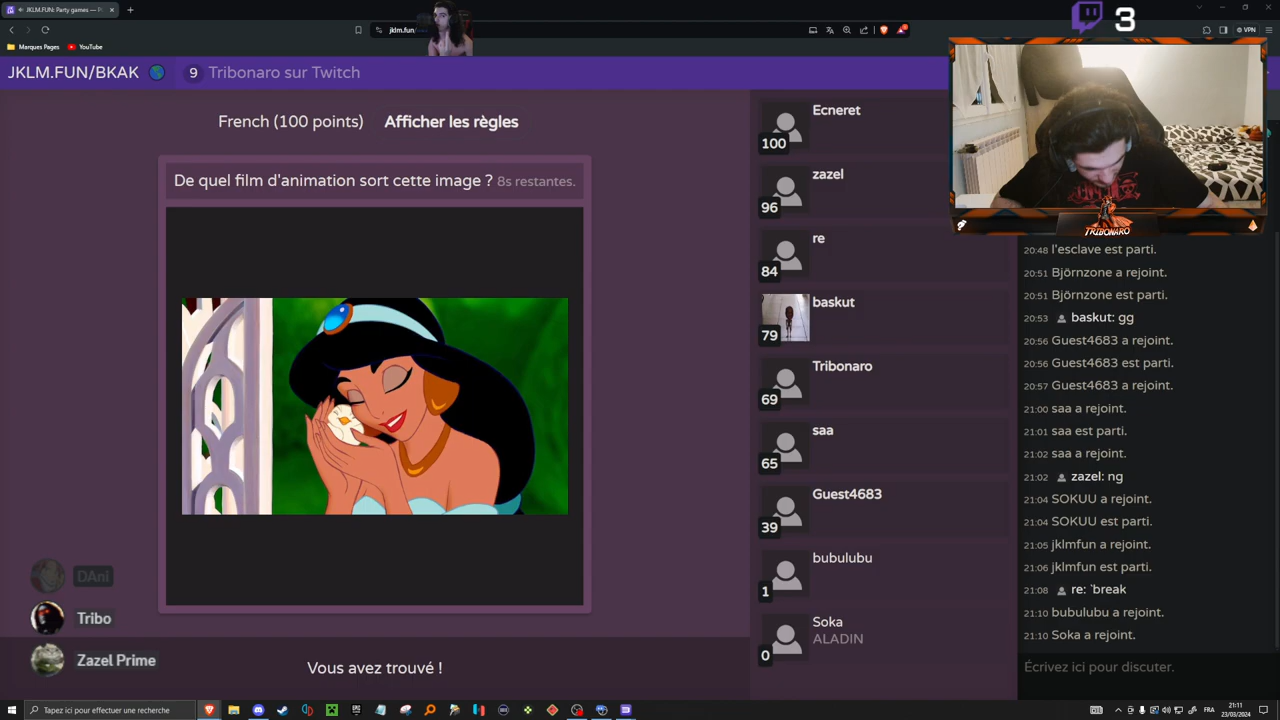 JKLM.FUN: Party games — P
jklm.fun/
VPN
3
Marques Pages
YouTube
JKLM.FUN/BKAK
9 Tribonaro sur Twitch
French (100 points) Afficher les règles
De quel film d'animation sort cette image ? 8s restantes.
DAni
Tribo
Zazel Prime
Vous avez trouvé !
Ecneret
100
zazel
96
re
84
baskut
79
Tribonaro
69
saa
65
Guest4683
39
bubulubu
1
Soka
ALADIN
0
TRIBONARO
20:48 l'esclave est parti.
20:51 Björnzone a rejoint.
20:51 Björnzone est parti.
20:53 baskut: gg
20:56 Guest4683 a rejoint.
20:56 Guest4683 est parti.
20:57 Guest4683 a rejoint.
21:00 saa a rejoint.
21:01 saa est parti.
21:02 saa a rejoint.
21:02 zazel: ng
21:04 SOKUU a rejoint.
21:04 SOKUU est parti.
21:05 jklmfun a rejoint.
21:06 jklmfun est parti.
21:08 re: `break
21:10 bubulubu a rejoint.
21:10 Soka a rejoint.
Écrivez ici pour discuter.
Tapez ici pour effectuer une recherche
FRA
21:11
23/03/2024